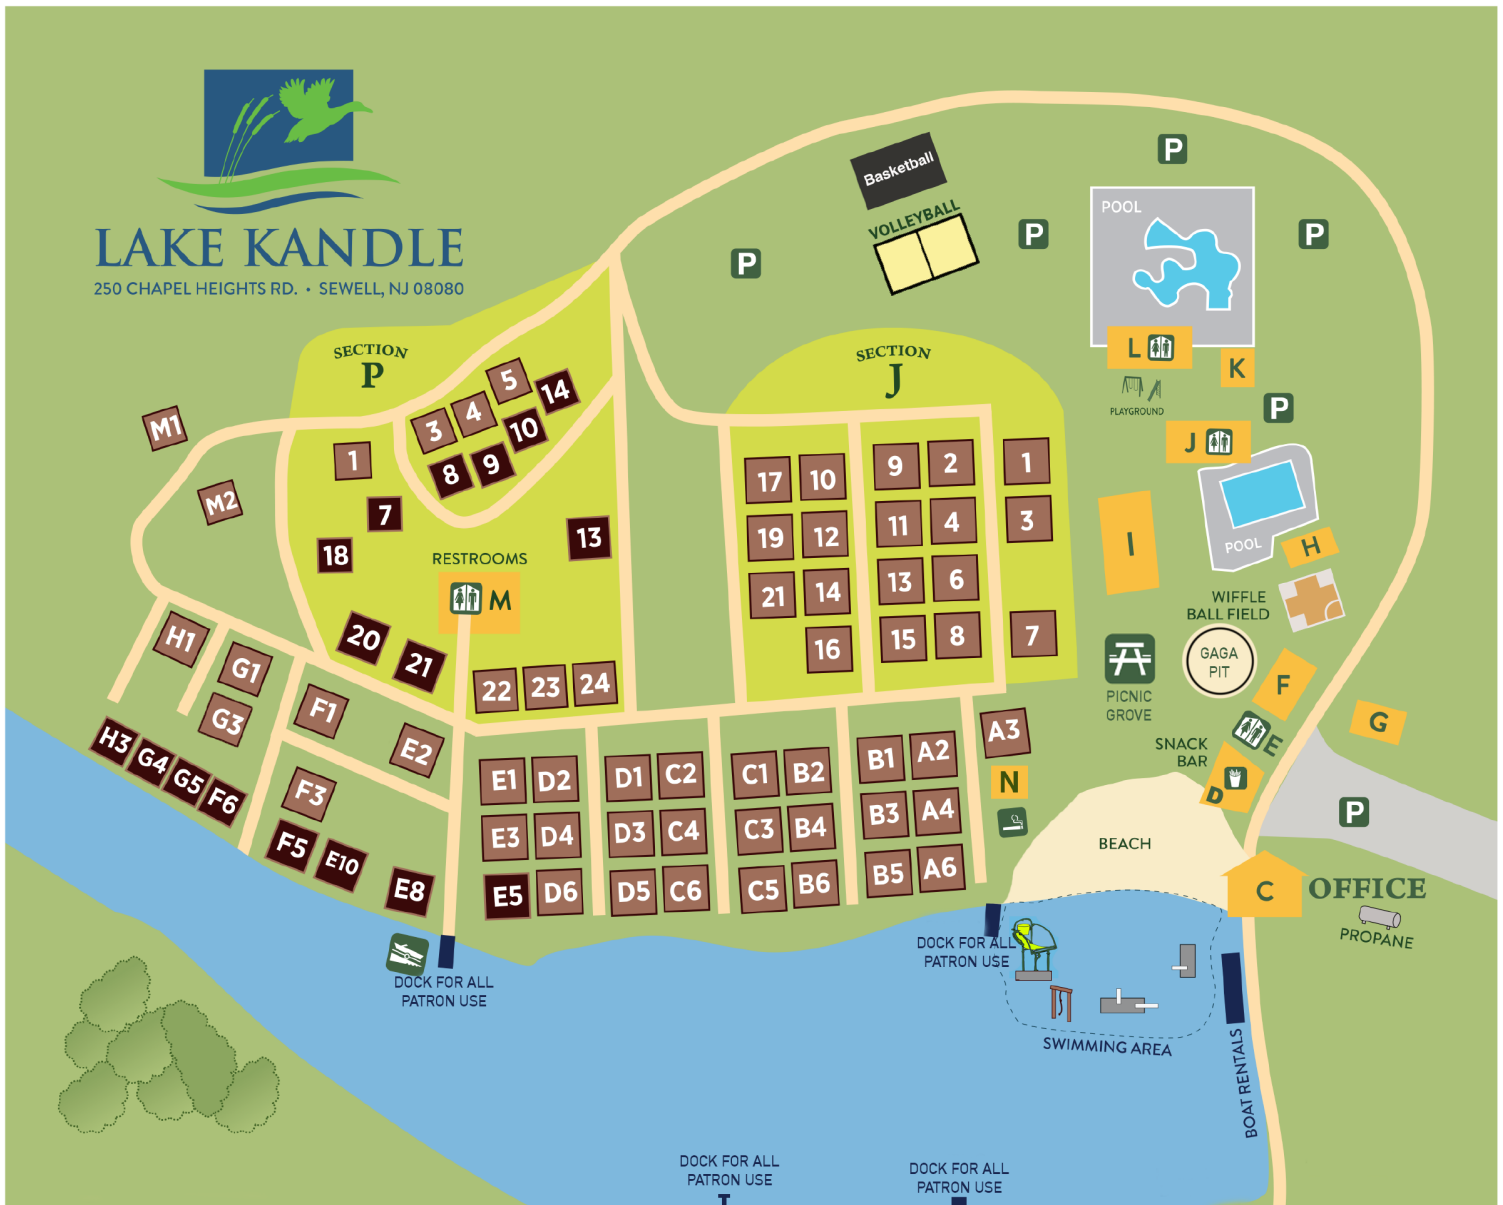 LAKE KANDLE
250 CHAPEL HEIGHTS RD. • SEWELL, NJ 08080
Basketball
VOLLEYBALL
P
P
P
P
POOL
L
K
PLAYGROUND
P
J
POOL
H
I
WIFFLE
BALL FIELD
GAGA
PIT
PICNIC
GROVE
F
G
E
SNACK
BAR
D
P
BEACH
C
OFFICE
PROPANE
SECTION
P
M1
M2
1
3
4
5
14
8
9
10
7
18
13
RESTROOMS
M
20
21
22
23
24
SECTION
J
17
10
9
2
1
19
12
11
4
3
21
14
13
6
16
15
8
7
H1
G1
G3
F1
E2
H3
G4
G5
F6
F3
F5
E10
E8
E1
D2
D1
C2
C1
B2
B1
A2
A3
E3
D4
D3
C4
C3
B4
B3
A4
N
E5
D6
D5
C6
C5
B6
B5
A6
DOCK FOR ALL
PATRON USE
DOCK FOR ALL
PATRON USE
SWIMMING AREA
BOAT RENTALS
DOCK FOR ALL
PATRON USE
DOCK FOR ALL
PATRON USE